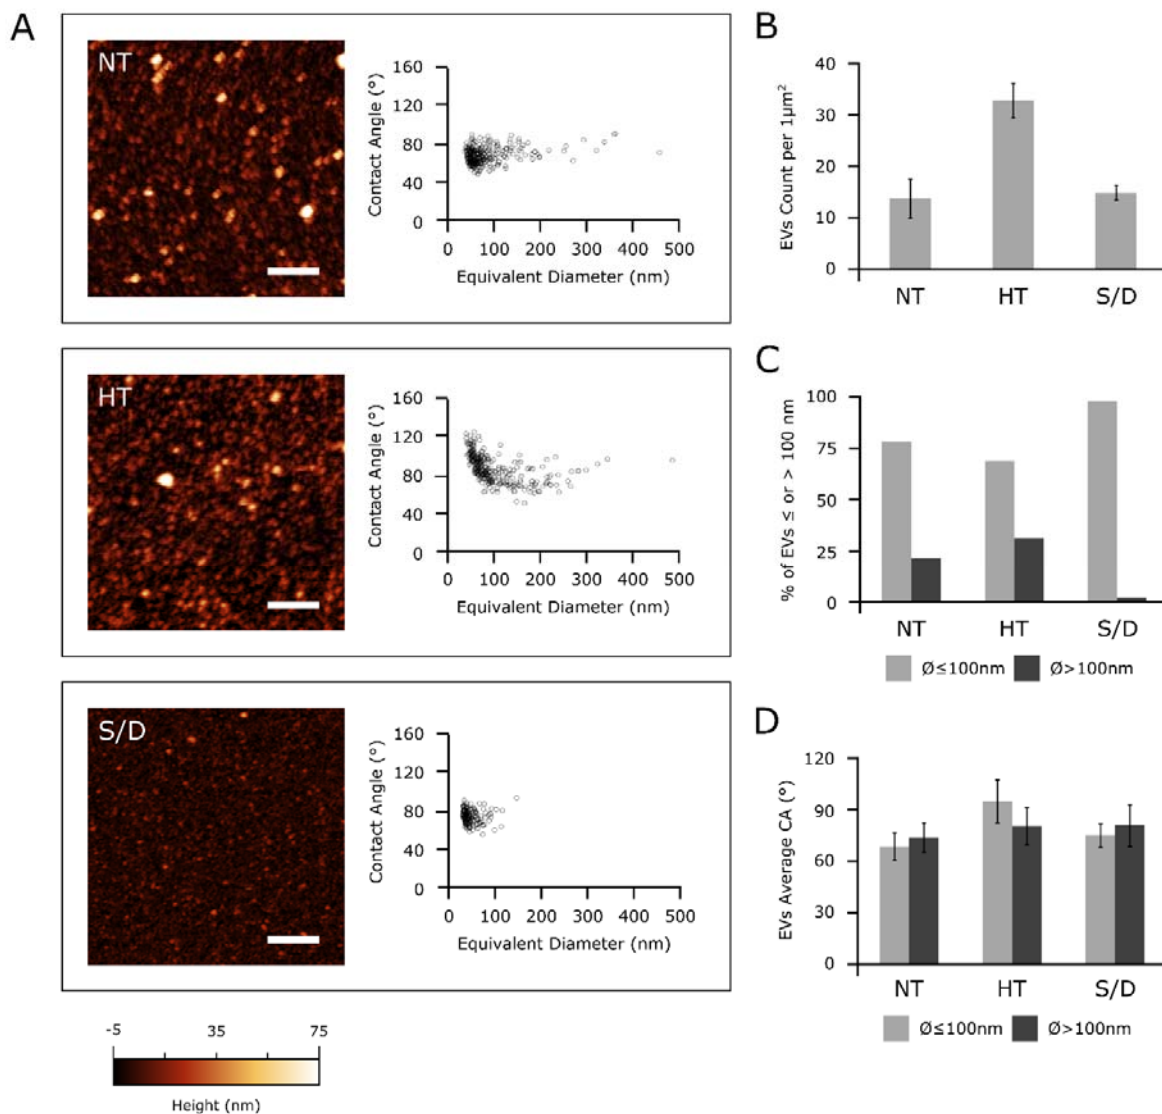 A
NT
Contact Angle (°)
160
120
80
40
0
0 100 200 300 400 500
Equivalent Diameter (nm)
HT
Contact Angle (°)
160
120
80
40
0
0 100 200 300 400 500
Equivalent Diameter (nm)
S/D
Contact Angle (°)
160
120
80
40
0
0 100 200 300 400 500
Equivalent Diameter (nm)
-5 35 75
Height (nm)
B
EVs Count per 1µm²
40
30
20
10
0
NT HT S/D
C
% of EVs ≤ or > 100 nm
100
75
50
25
0
NT HT S/D
Ø≤100nm Ø>100nm
D
EVs Average CA (°)
120
90
60
30
0
NT HT S/D
Ø≤100nm Ø>100nm